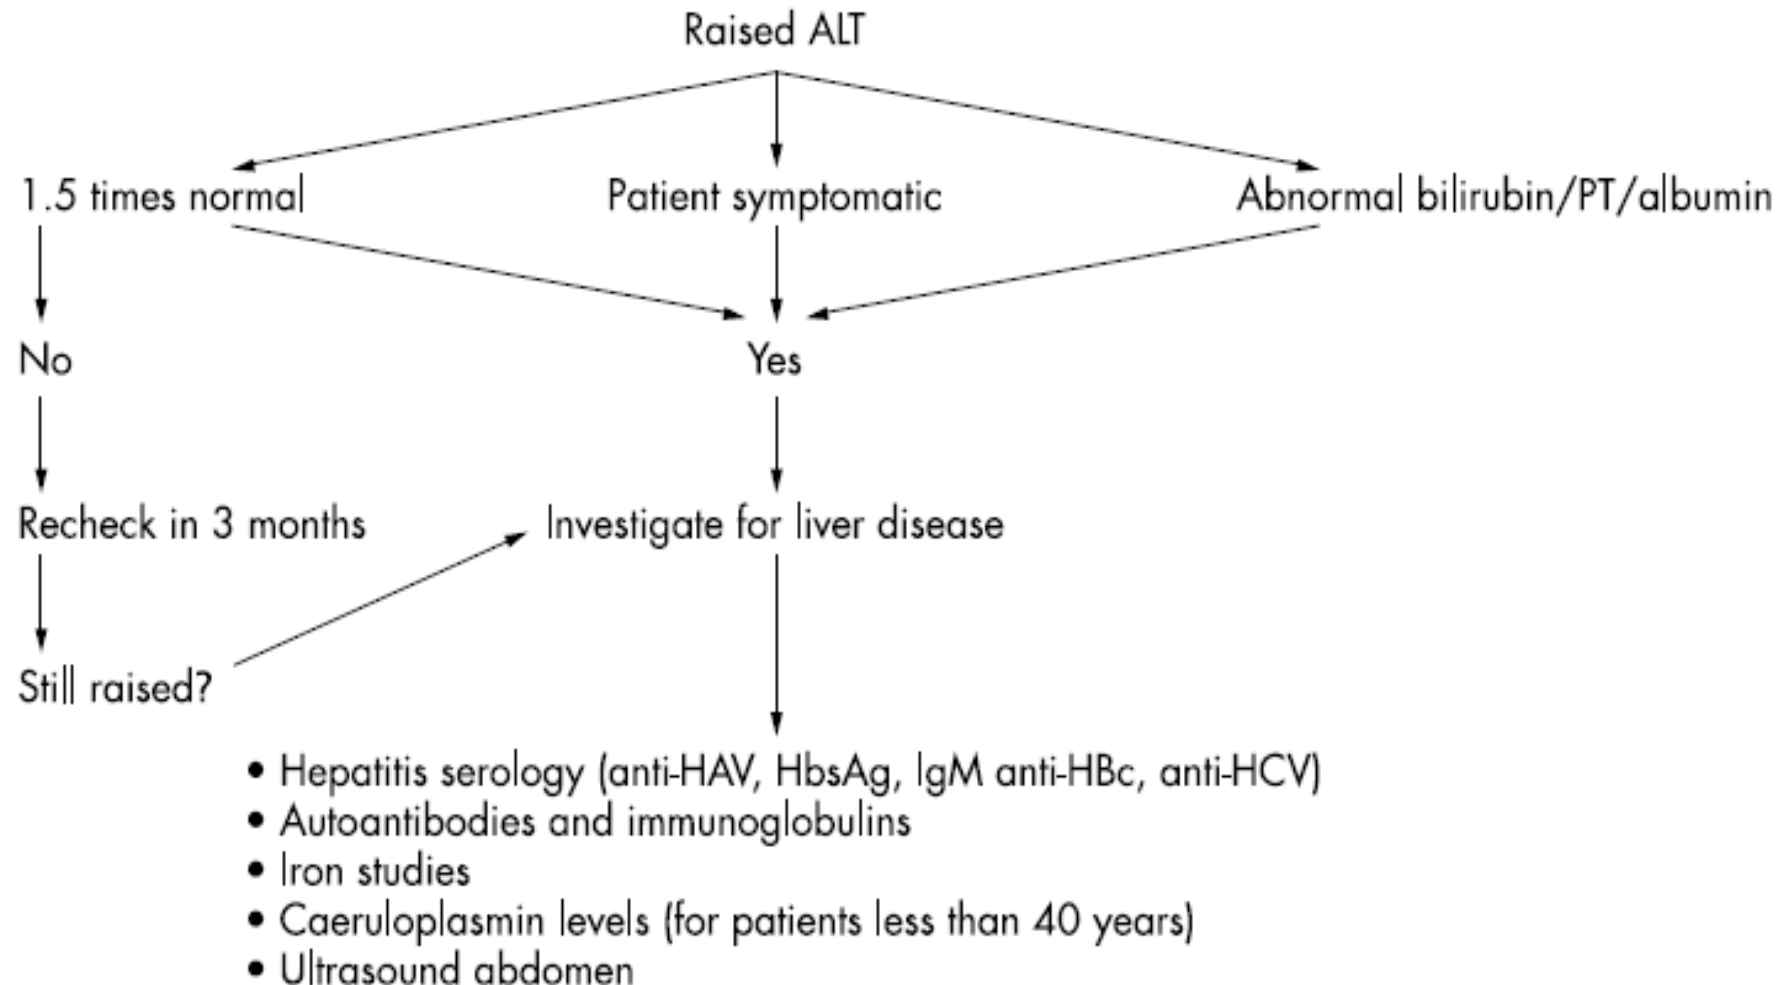 Raised ALT
1.5 times normal
Patient symptomatic
Abnormal bilirubin/PT/albumin
No
Yes
Recheck in 3 months
Investigate for liver disease
Still raised?
• Hepatitis serology (anti-HAV, HbsAg, IgM anti-HBc, anti-HCV)
• Autoantibodies and immunoglobulins
• Iron studies
• Caeruloplasmin levels (for patients less than 40 years)
• Ultrasound abdomen